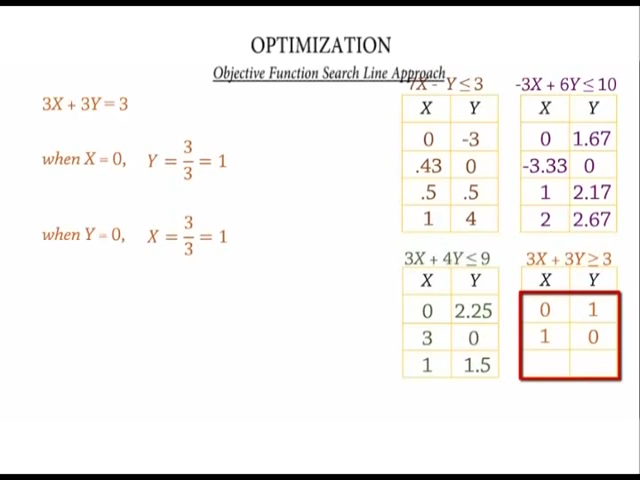 OPTIMIZATION
Objective Function Search Line Approach
3X + 3Y = 3
when X = 0, Y = 3/3 = 1
when Y = 0, X = 3/3 = 1
7X - Y ≤ 3
X Y
0 -3
.43 0
.5 .5
1 4
-3X + 6Y ≤ 10
X Y
0 1.67
-3.33 0
1 2.17
2 2.67
3X + 4Y ≤ 9
X Y
0 2.25
3 0
1 1.5
3X + 3Y ≥ 3
X Y
0 1
1 0